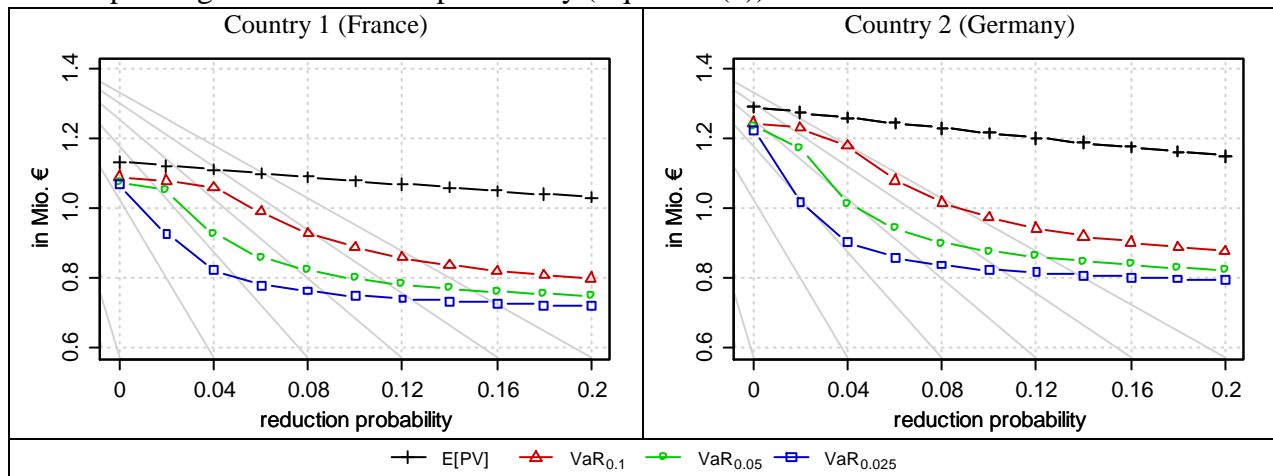 Country 1 (France)
in Mio. €
1.4
1.2
1.0
0.8
0.6
0 0.04 0.08 0.12 0.16 0.2
reduction probability
Country 2 (Germany)
in Mio. €
1.4
1.2
1.0
0.8
0.6
0 0.04 0.08 0.12 0.16 0.2
reduction probability
E[PV] VaR0.1 VaR0.05 VaR0.025